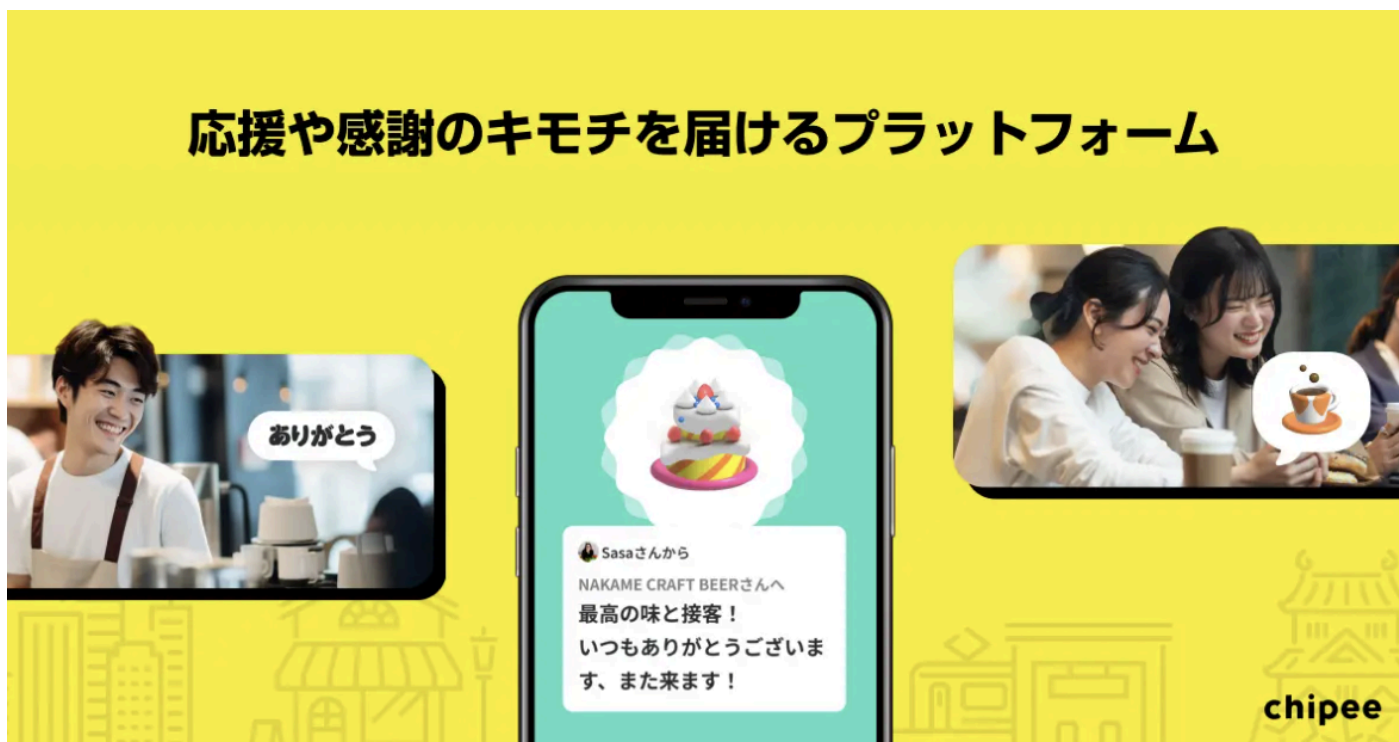 応援や感謝のキモチを届けるプラットフォーム
ありがとう
Sasaさんから
NAKAME CRAFT BEERさんへ
最高の味と接客！
いつもありがとうございま
す、また来ます！
chipee